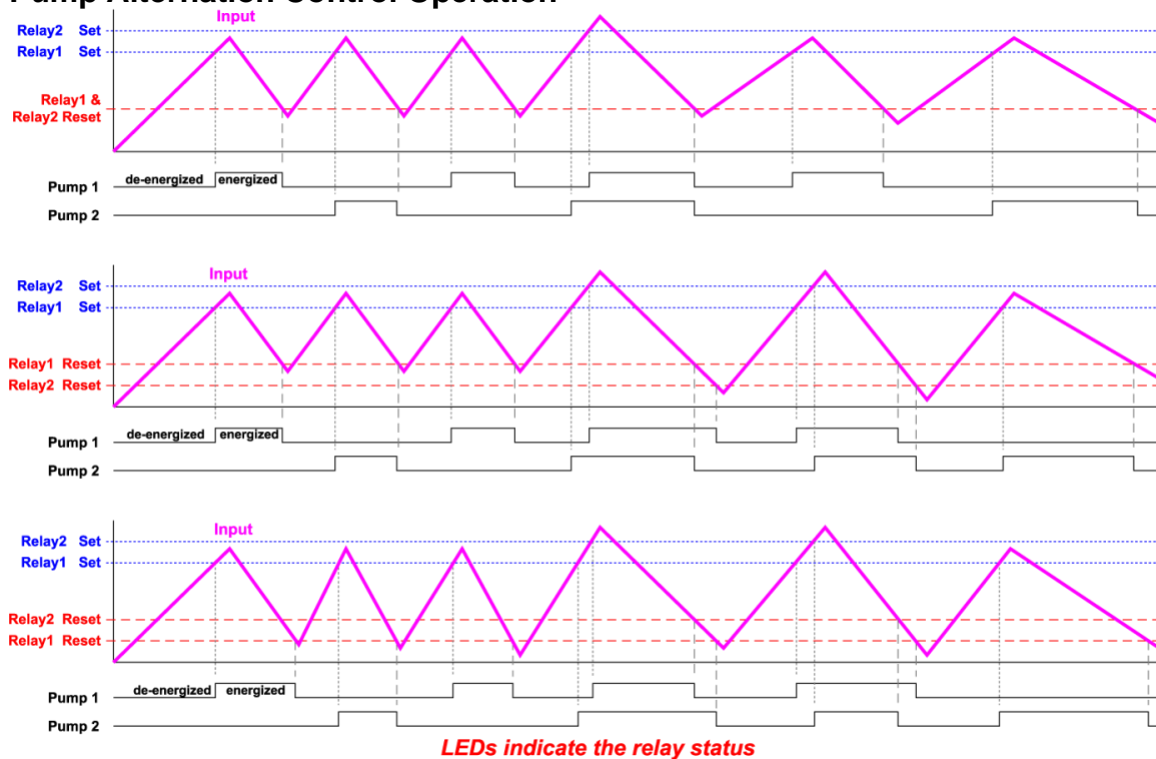 Pump Alternation Control Operation
Input
Relay2 Set
Relay1 Set
Relay1 &
Relay2 Reset
de-energized energized
Pump 1
Pump 2
Input
Relay2 Set
Relay1 Set
Relay1 Reset
Relay2 Reset
de-energized energized
Pump 1
Pump 2
Input
Relay2 Set
Relay1 Set
Relay2 Reset
Relay1 Reset
de-energized energized
Pump 1
Pump 2
LEDs indicate the relay status